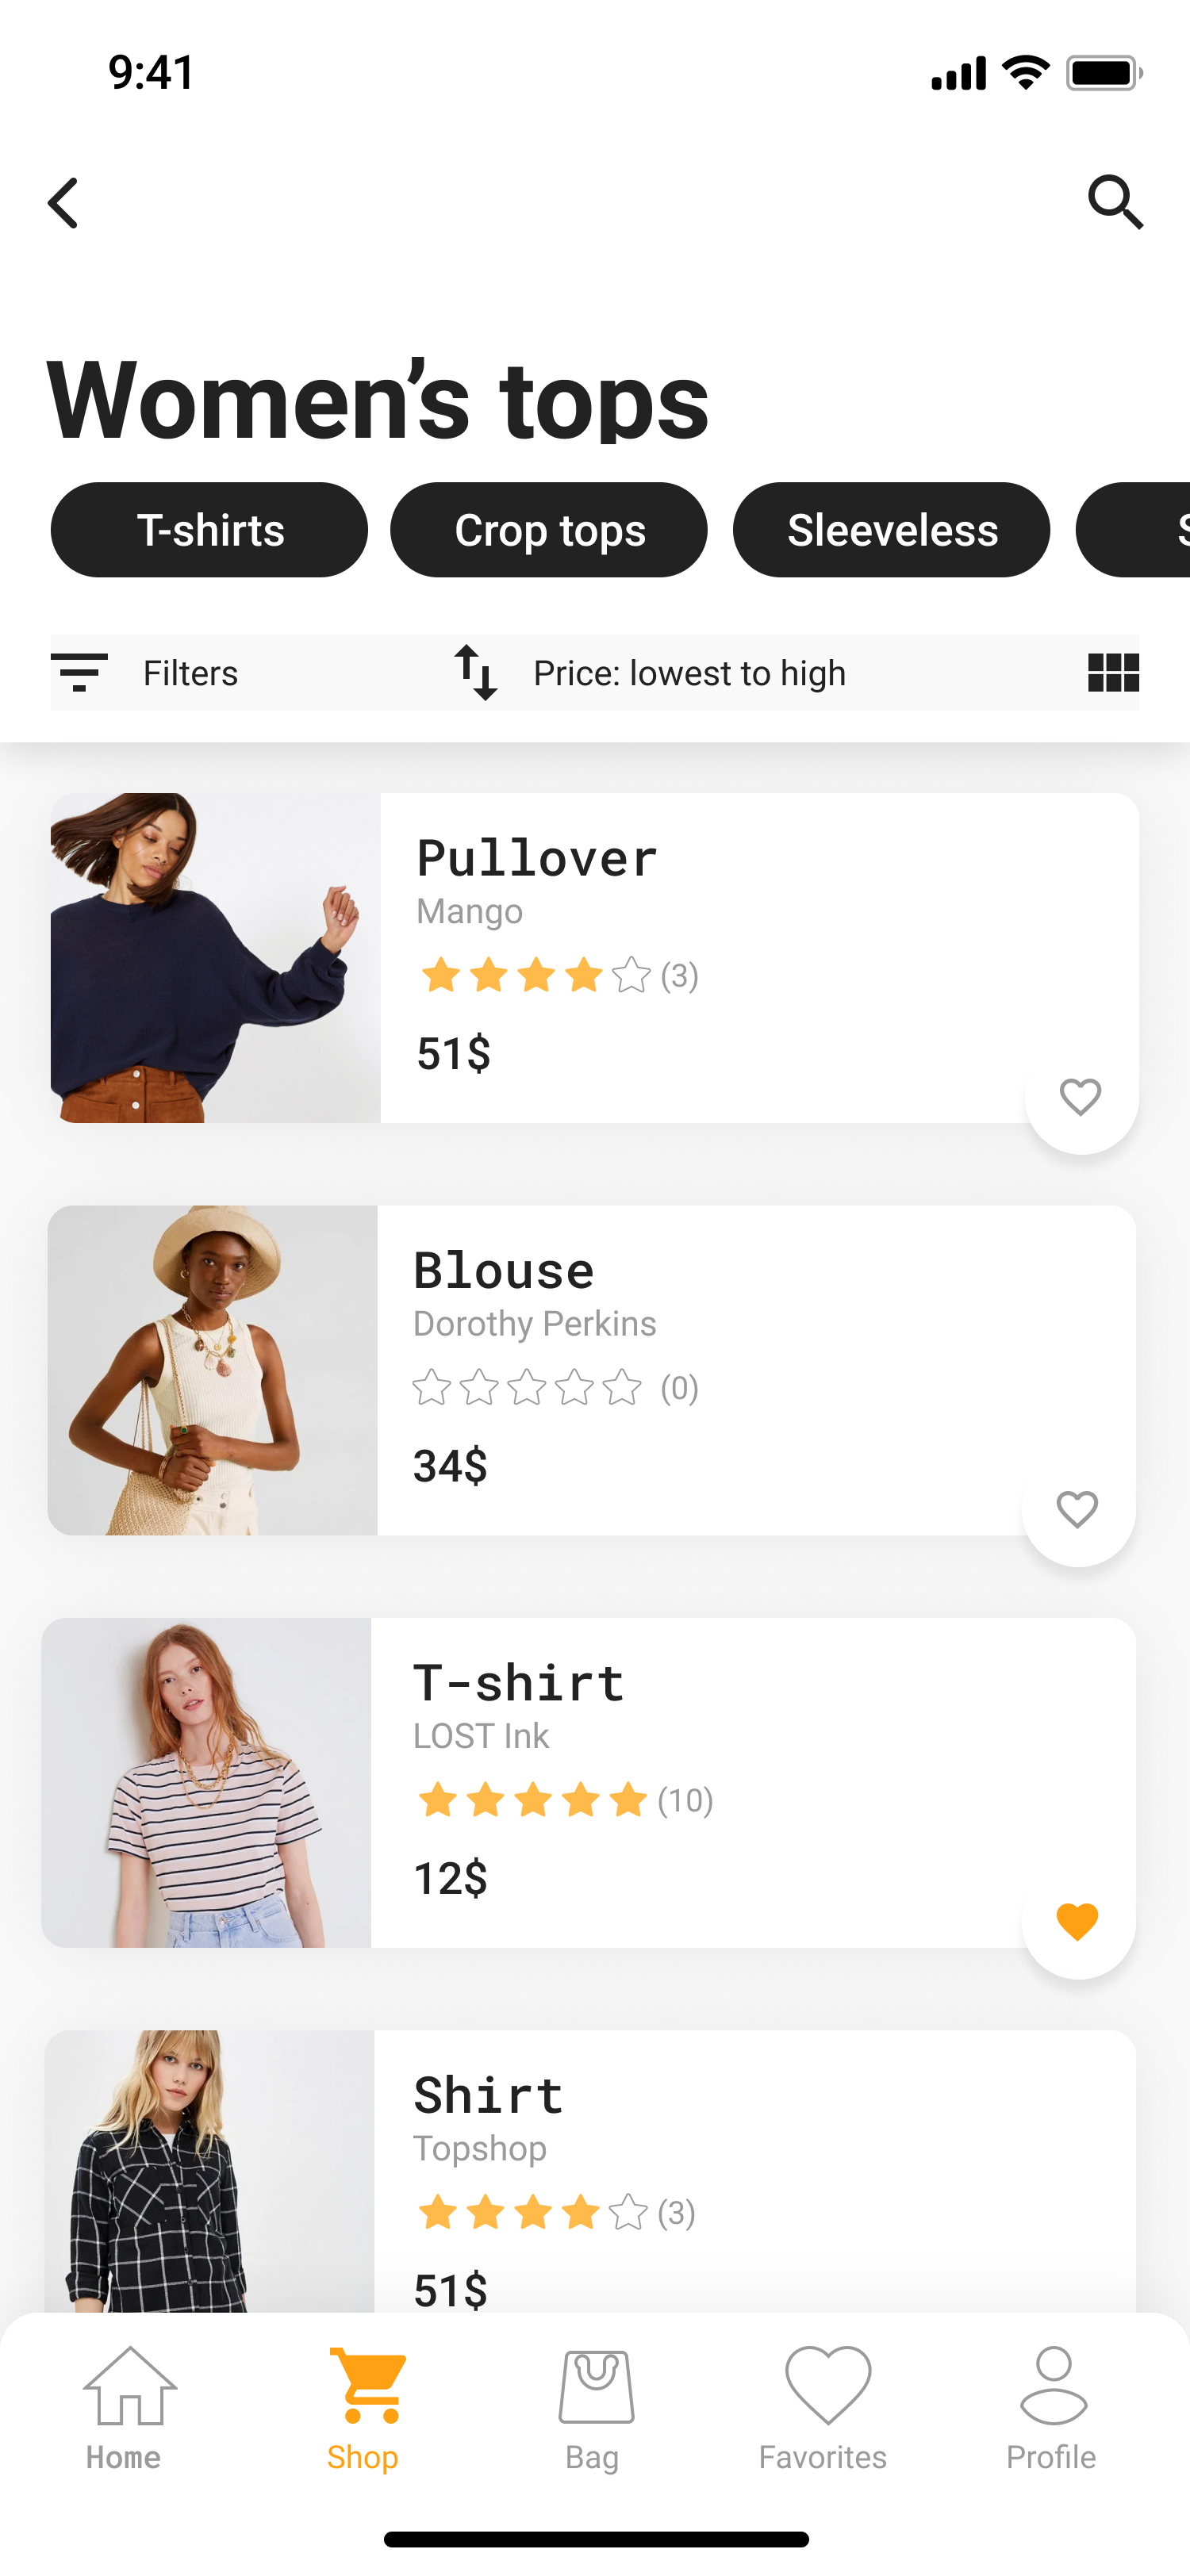 9:41
Women’s tops
T-shirts Crop tops Sleeveless S
Filters Price: lowest to high
Pullover
Mango
(3)
51$
Blouse
Dorothy Perkins
(0)
34$
T-shirt
LOST Ink
(10)
12$
Shirt
Topshop
(3)
51$
Home Shop Bag Favorites Profile